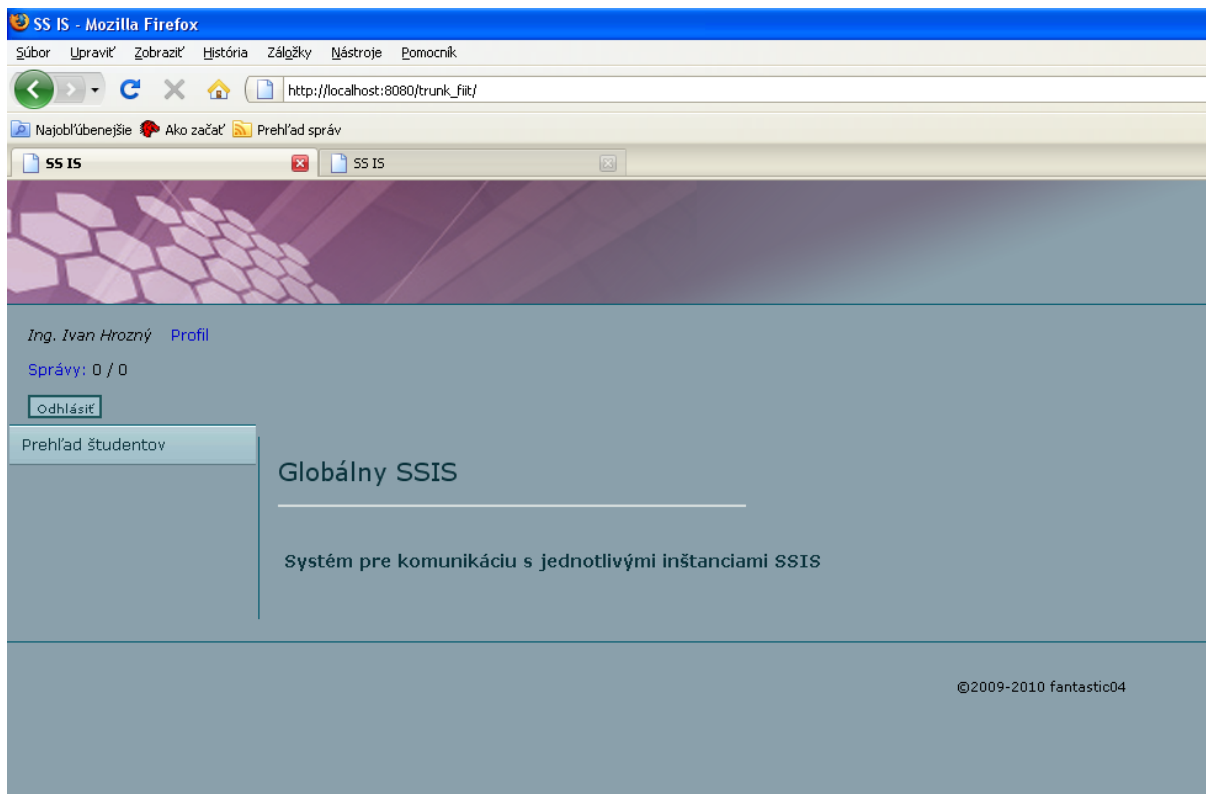 SS IS - Mozilla Firefox
Súbor Upraviť Zobraziť História Záložky Nástroje Pomocník
http://localhost:8080/trunk_fiit/
Najobľúbenejšie Ako začať Prehľad správ
SS IS SS IS
Ing. Ivan Hrozný Profil
Správy: 0 / 0
Odhlásiť
Prehľad študentov
Globálny SSIS
Systém pre komunikáciu s jednotlivými inštanciami SSIS
©2009-2010 fantastic04